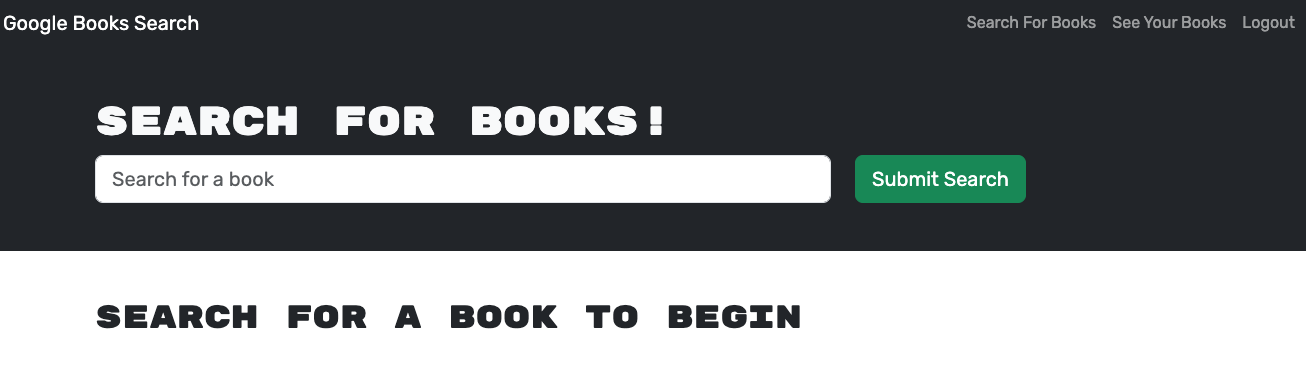 Google Books Search Search For Books See Your Books Logout
SEARCH FOR BOOKS!
Search for a book Submit Search
SEARCH FOR A BOOK TO BEGIN